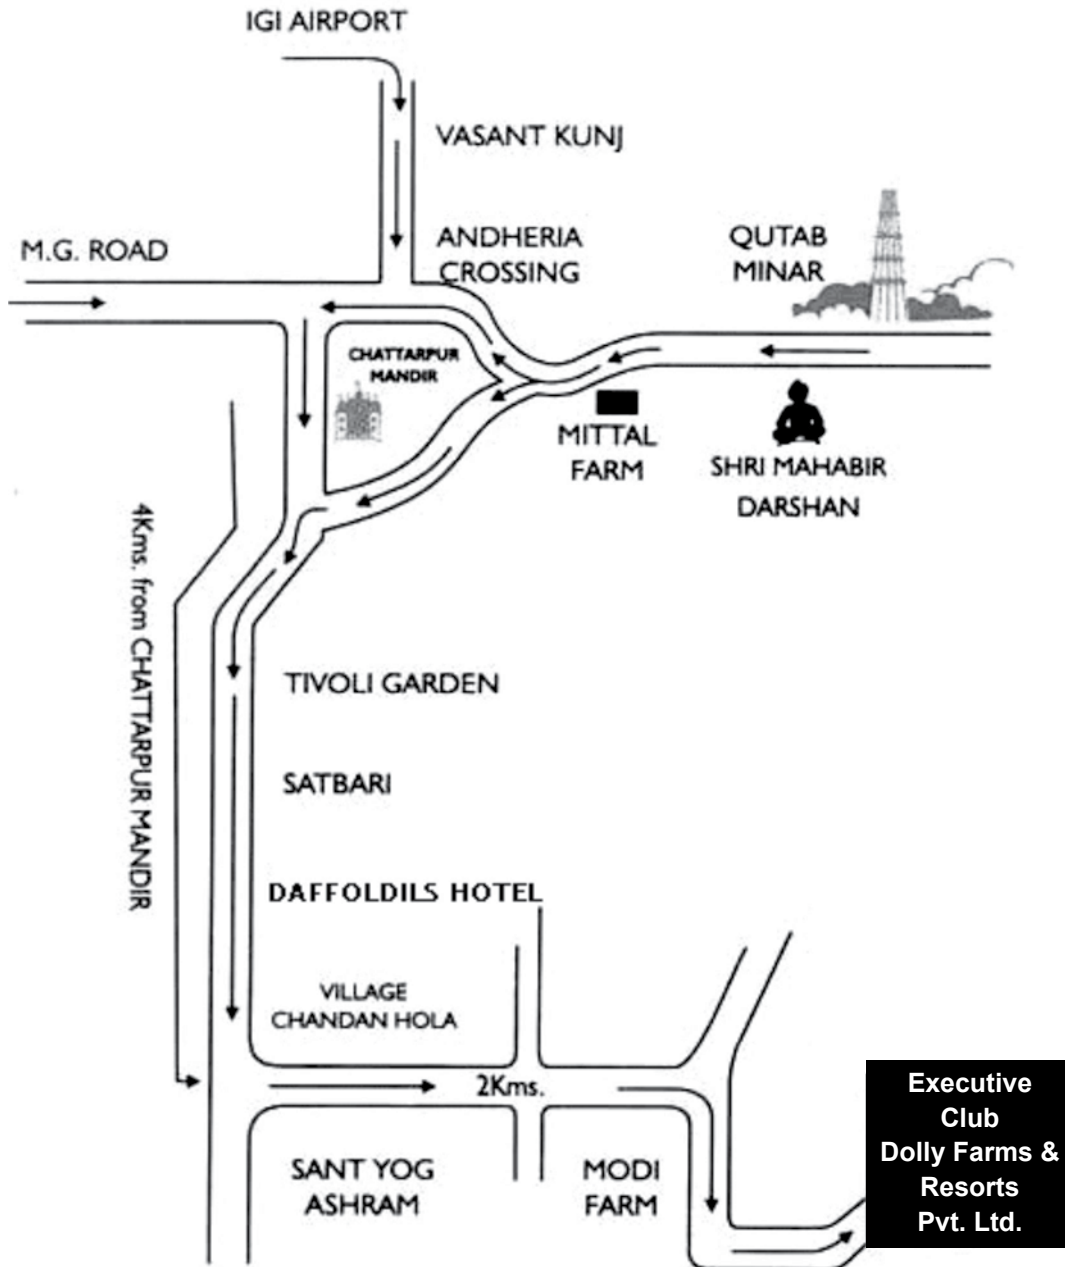 IGI AIRPORT
VASANT KUNJ
M.G. ROAD
ANDHERIA
CROSSING
QUTAB
MINAR
CHATTARPUR
MANDIR
MITTAL
FARM
SHRI MAHABIR
DARSHAN
4Kms. from CHATTARPUR MANDIR
TIVOLI GARDEN
SATBARI
DAFFOLDILS HOTEL
VILLAGE
CHANDAN HOLA
2Kms.
SANT YOG
ASHRAM
MODI
FARM
Executive
Club
Dolly Farms &
Resorts
Pvt. Ltd.